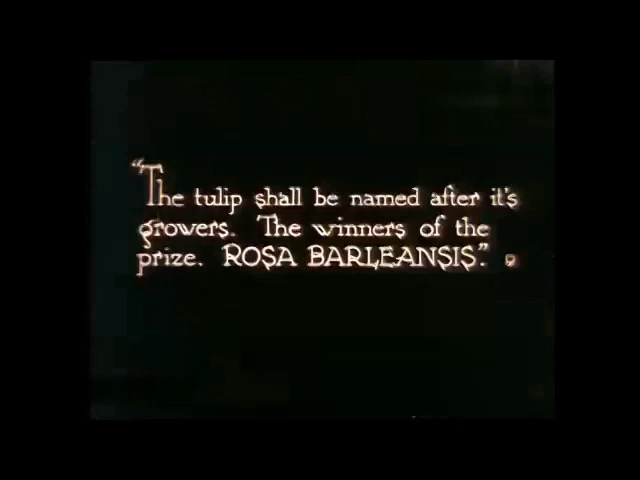 "The tulip shall be named after it's
growers. The winners of the
prize. ROSA BARLEANSIS".